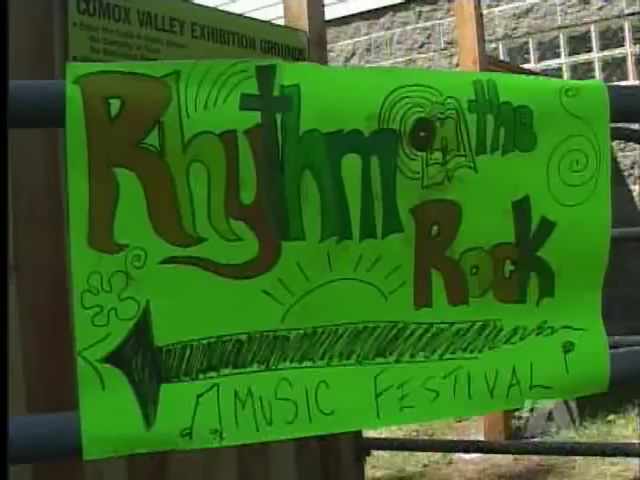 COMOX VALLEY EXHIBITION GROUNDS
Rhythm on the
Rock
MUSIC FESTIVAL